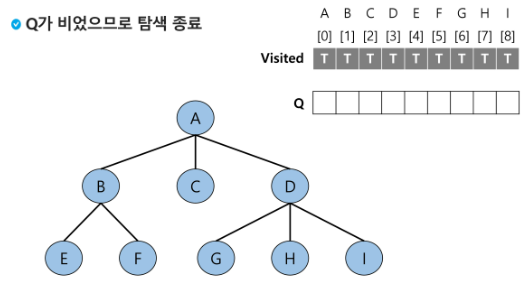 Q가 비었으므로 탐색 종료
A B C D E F G H I
[0] [1] [2] [3] [4] [5] [6] [7] [8]
Visited T T T T T T T T T
Q
A
B C D
E F G H I